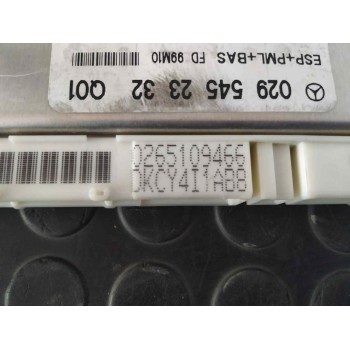 029 545 23 32 Q01
ESP+PML+BAS FD 99M10
0265109466
DKCY4I1AB8